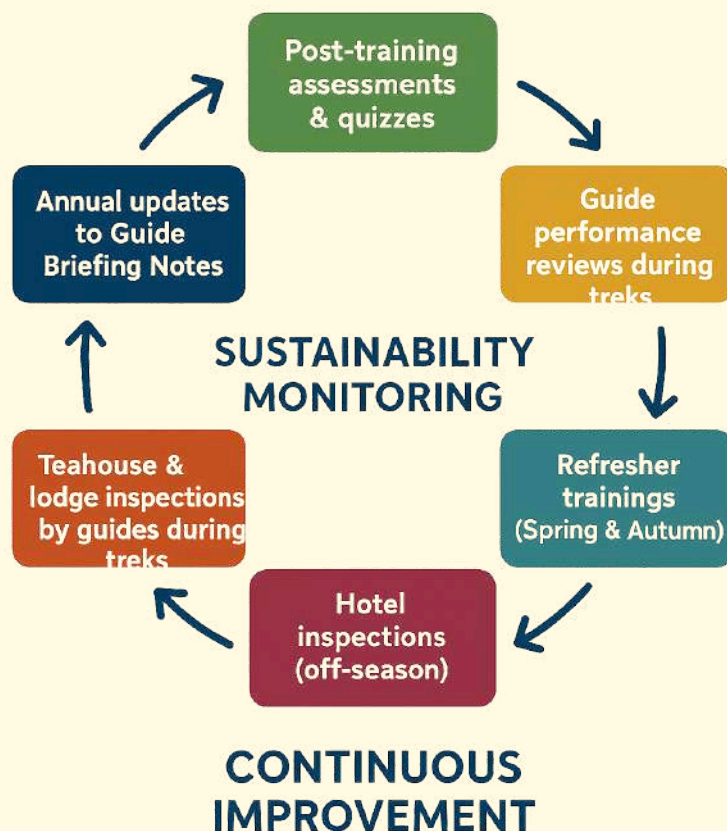 Post-training
assessments
& quizzes
Guide
performance
reviews during
treks
Refresher
trainings
(Spring & Autumn)
Hotel
inspections
(off-season)
Teahouse &
lodge inspections
by guides during
treks
Annual updates
to Guide
Briefing Notes
SUSTAINABILITY
MONITORING
CONTINUOUS
IMPROVEMENT